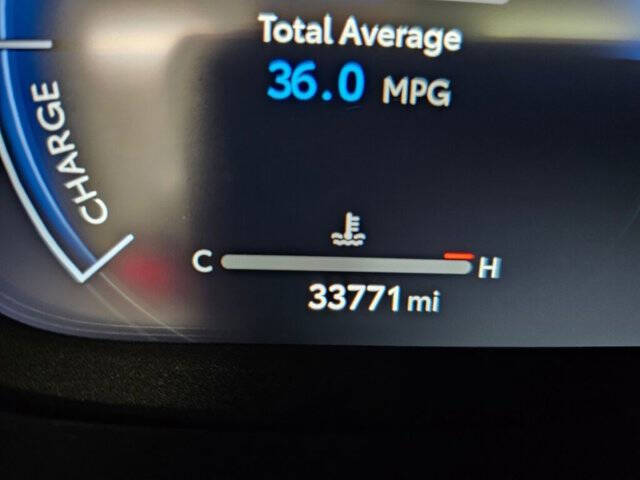 Total Average
36.0 MPG
CHARGE
C H
33771 mi